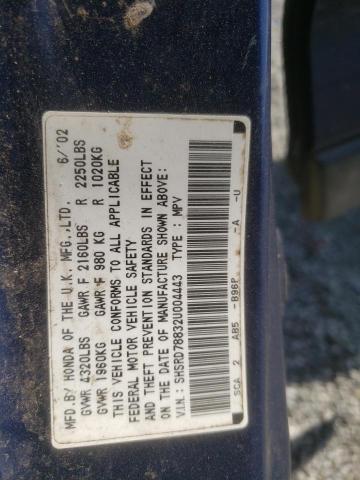 MFD.BY HONDA OF THE U.K. MFG.,LTD. 6/'02
GVWR 4320LBS GAWR F 2160LBS R 2250LBS
GVWR 1960KG GAWR F 980 KG R 1020KG
THIS VEHICLE CONFORMS TO ALL APPLICABLE
FEDERAL MOTOR VEHICLE SAFETY
AND THEFT PREVENTION STANDARDS IN EFFECT
ON THE DATE OF MANUFACTURE SHOWN ABOVE:
V.I.N.: SHSRD78832U004443 TYPE: MPV
SCA 2 AB5 -B96P -A -U